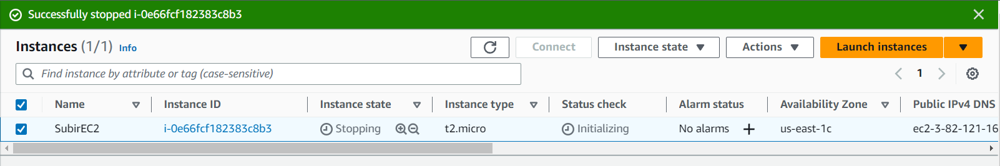 Successfully stopped i-0e66fcf182383c8b3
Instances (1/1) Info Connect Instance state Actions Launch instances
Find instance by attribute or tag (case-sensitive) 1
Name Instance ID Instance state Instance type Status check Alarm status Availability Zone Public IPv4 DNS
SubirEC2 i-0e66fcf182383c8b3 Stopping t2.micro Initializing No alarms us-east-1c ec2-3-82-121-16